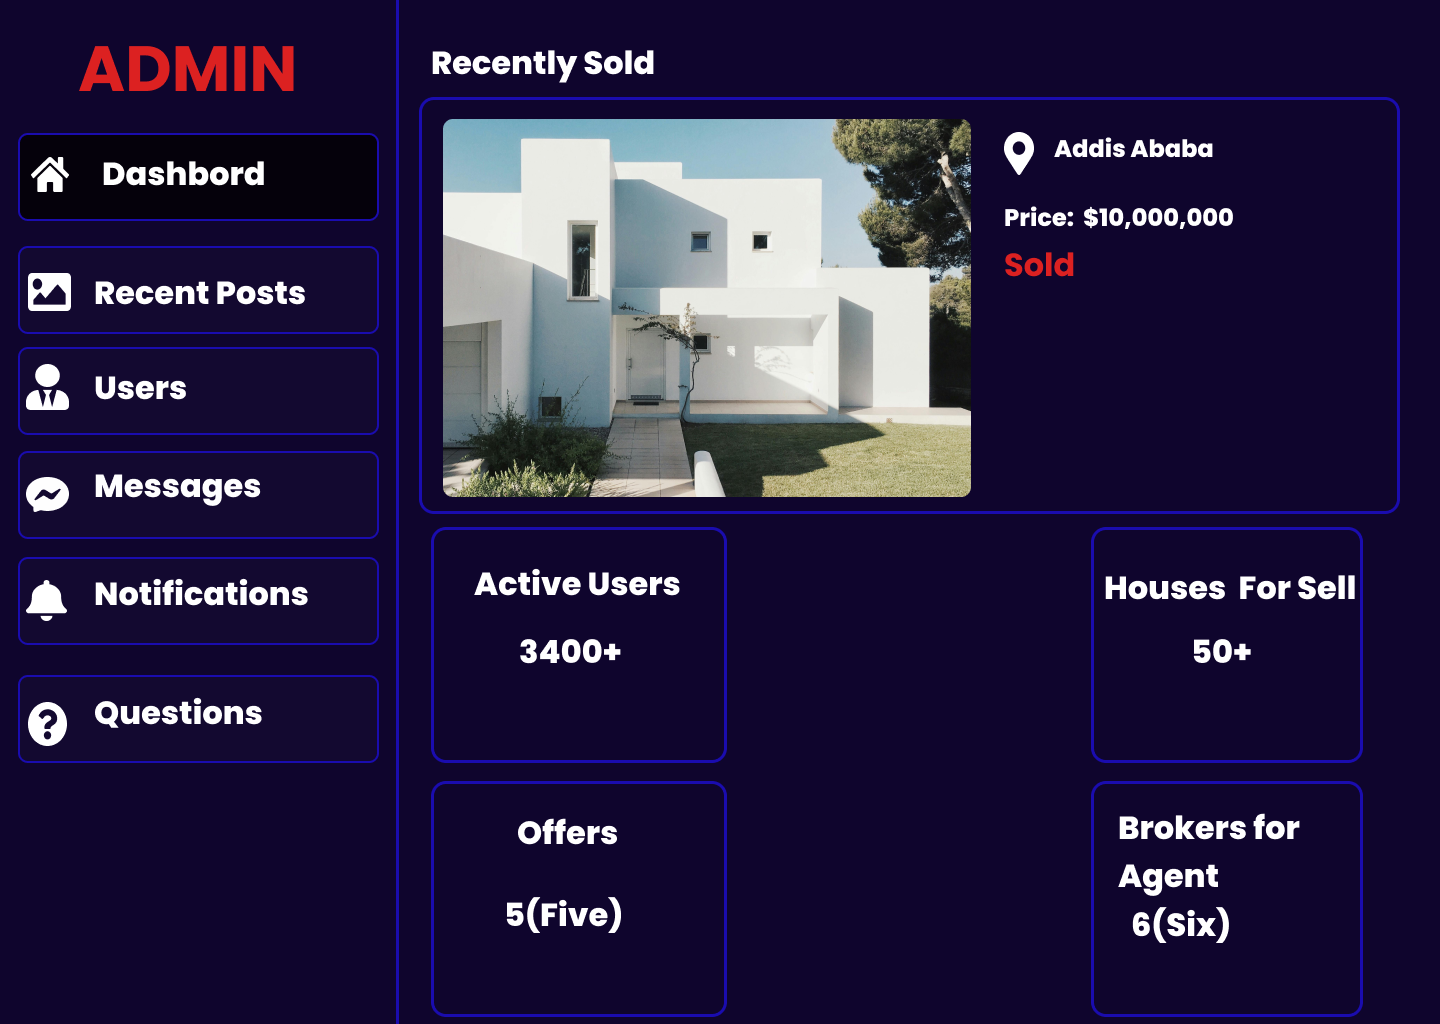 ADMIN
Dashbord
Recent Posts
Users
Messages
Notifications
Questions
Recently Sold
Addis Ababa
Price: $10,000,000
Sold
Active Users
3400+
Houses For Sell
50+
Offers
5(Five)
Brokers for
Agent
6(Six)